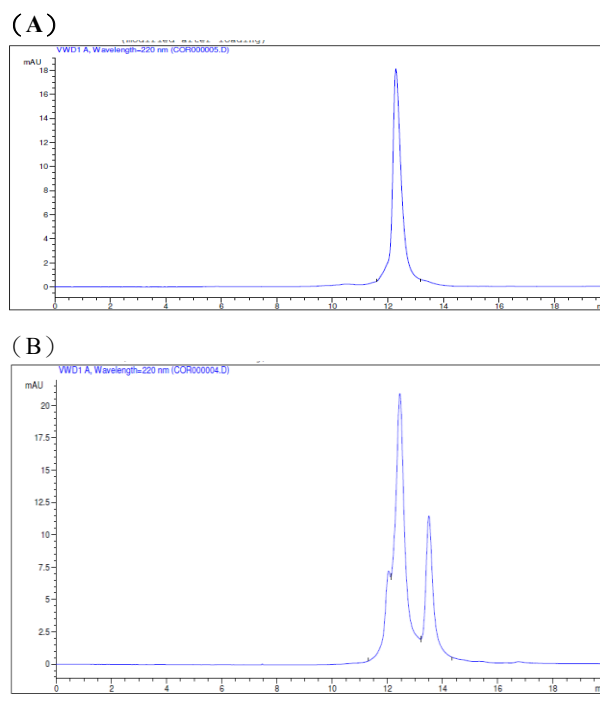 (A)
(Modified after loading)
VWD1 A, Wavelength=220 nm (COR000005.D)
mAU
18
16
14
12
10
8
6
4
2
0
0 2 4 6 8 10 12 14 16 18 m
(B)
VWD1 A, Wavelength=220 nm (COR000004.D)
mAU
20
17.5
15
12.5
10
7.5
5
2.5
0
0 2 4 6 8 10 12 14 16 18 m